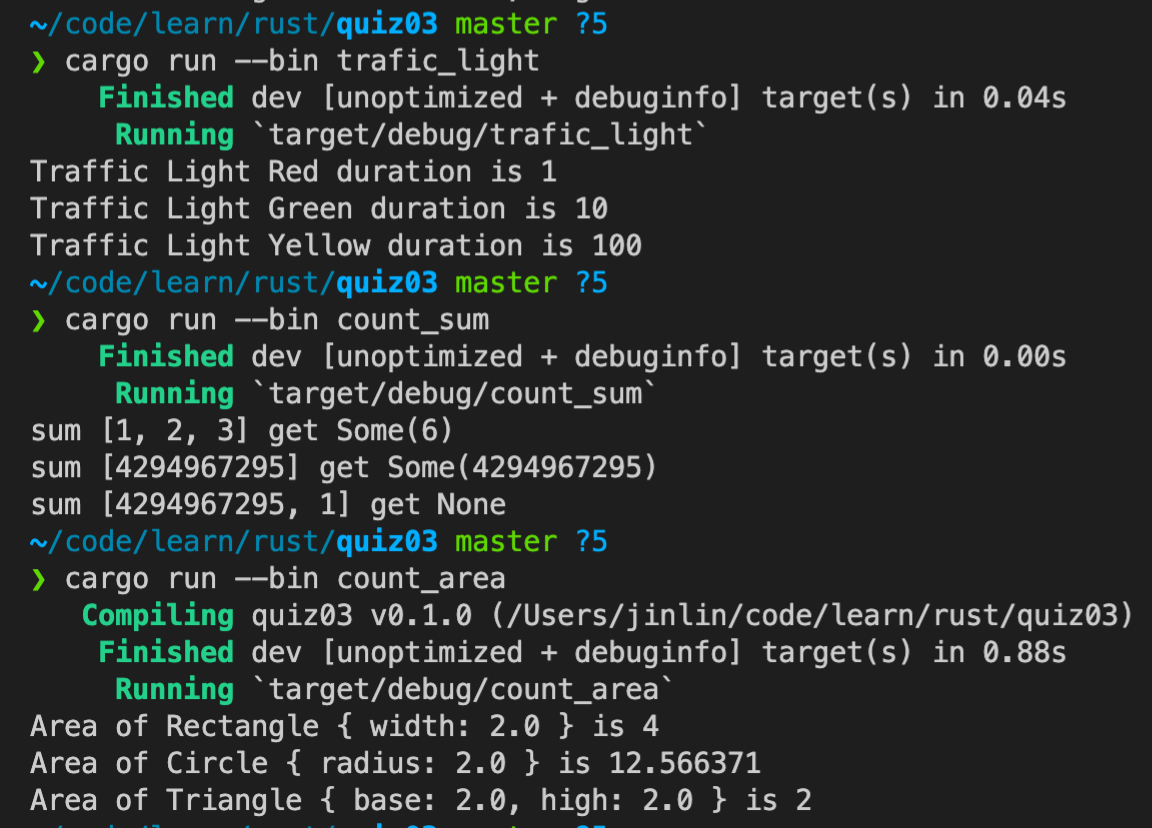 ~/code/learn/rust/quiz03 master ?5
❯ cargo run --bin trafic_light
    Finished dev [unoptimized + debuginfo] target(s) in 0.04s
     Running `target/debug/trafic_light`
Traffic Light Red duration is 1
Traffic Light Green duration is 10
Traffic Light Yellow duration is 100
~/code/learn/rust/quiz03 master ?5
❯ cargo run --bin count_sum
    Finished dev [unoptimized + debuginfo] target(s) in 0.00s
     Running `target/debug/count_sum`
sum [1, 2, 3] get Some(6)
sum [4294967295] get Some(4294967295)
sum [4294967295, 1] get None
~/code/learn/rust/quiz03 master ?5
❯ cargo run --bin count_area
   Compiling quiz03 v0.1.0 (/Users/jinlin/code/learn/rust/quiz03)
    Finished dev [unoptimized + debuginfo] target(s) in 0.88s
     Running `target/debug/count_area`
Area of Rectangle { width: 2.0 } is 4
Area of Circle { radius: 2.0 } is 12.566371
Area of Triangle { base: 2.0, high: 2.0 } is 2